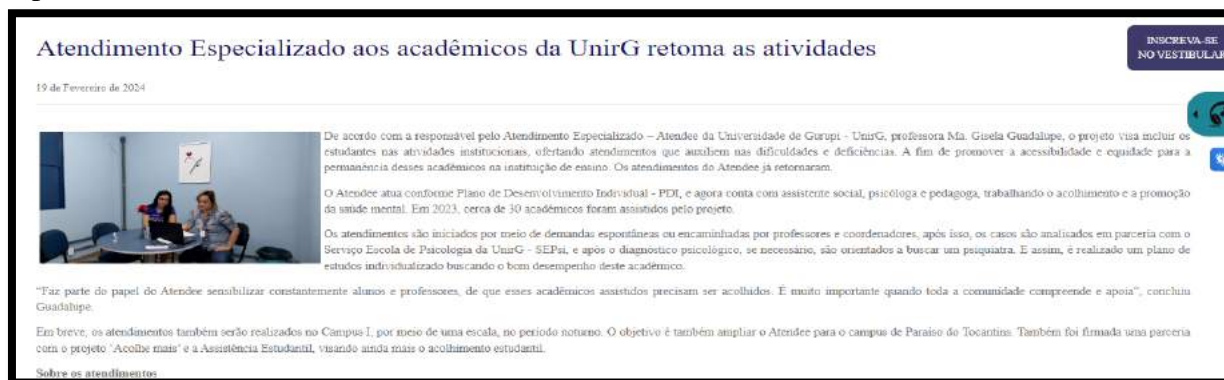 Atendimento Especializado aos acadêmicos da UnirG retoma as atividades
INSCREVA-SE
NO VESTIBULAR
19 de Fevereiro de 2024
De acordo com a responsável pelo Atendimento Especializado – Atendee da Universidade de Gurupi - UnirG, professora Ma. Gisela Guadalupe, o projeto visa incluir os
estudantes nas atividades institucionais, ofertando atendimentos que auxiliem nas dificuldades e deficiências. A fim de promover a acessibilidade e equidade para a
permanência desses acadêmicos na instituição de ensino. Os atendimentos do Atendee já retornaram.
O Atendee atua conforme Plano de Desenvolvimento Individual - PDI, e agora conta com assistente social, psicóloga e pedagoga, trabalhando o acolhimento e a promoção
da saúde mental. Em 2023, cerca de 30 acadêmicos foram assistidos pelo projeto.
Os atendimentos são iniciados por meio de demandas espontâneas ou encaminhadas por professores e coordenadores, após isso, os casos são analisados em parceria com o
Serviço Escola de Psicologia da UnirG - SEPsi, e após o diagnóstico psicológico, se necessário, são orientados a buscar um psiquiatra. E assim, é realizado um plano de
estudos individualizado buscando o bom desempenho deste acadêmico.
“Faz parte do papel do Atendee sensibilizar constantemente alunos e professores, de que esses acadêmicos assistidos precisam ser acolhidos. É muito importante quando toda a comunidade compreende e apoia”, concluiu
Guadalupe.
Em breve, os atendimentos também serão realizados no Campus I, por meio de uma escala, no período noturno. O objetivo é também ampliar o Atendee para o campus de Paraíso do Tocantins. Também foi firmada uma parceria
com o projeto ‘Acolhe mais’ e a Assistência Estudantil, visando ainda mais o acolhimento estudantil.
Sobre os atendimentos